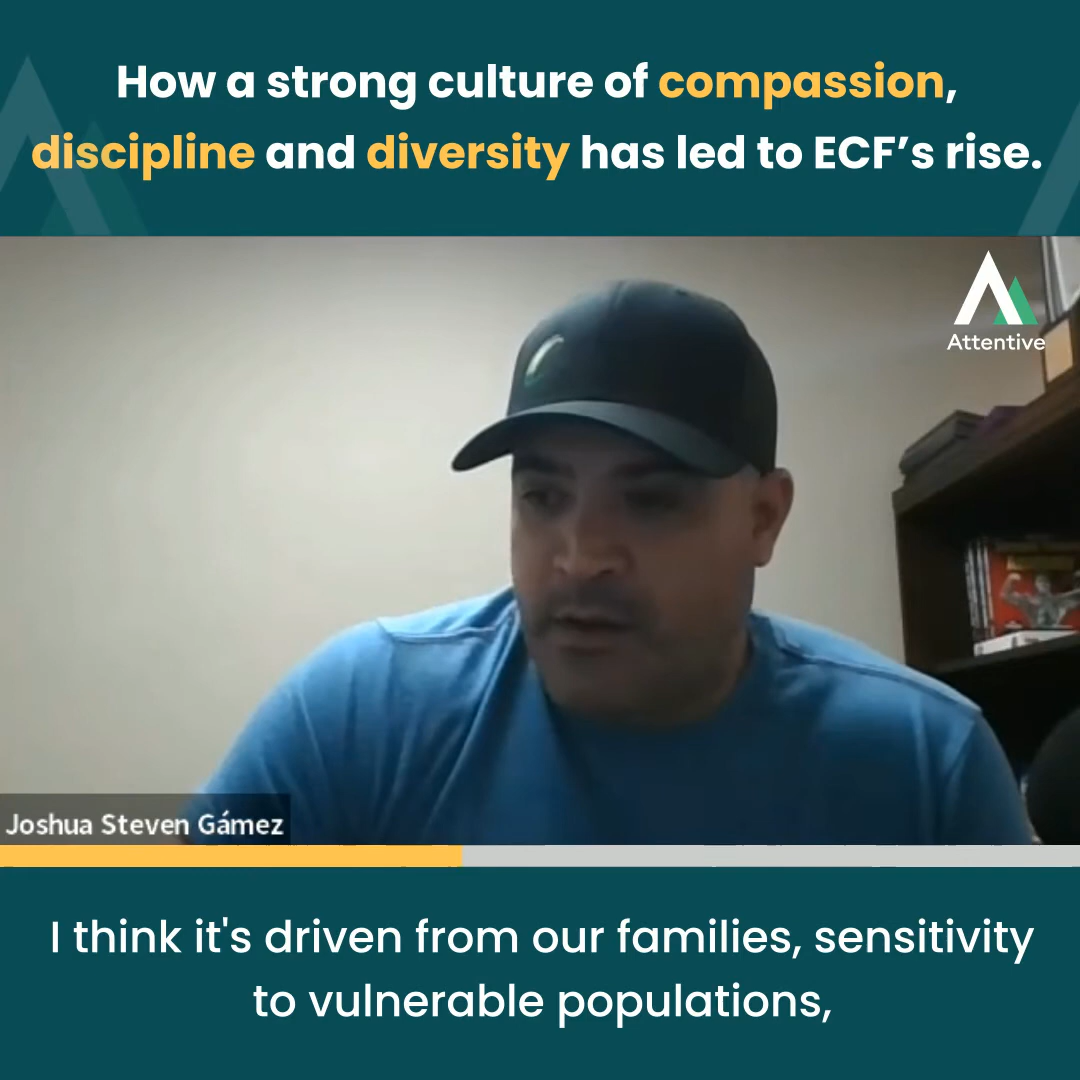 How a strong culture of compassion,
discipline and diversity has led to ECF’s rise.
Attentive
Joshua Steven Gámez
I think it's driven from our families, sensitivity
to vulnerable populations,